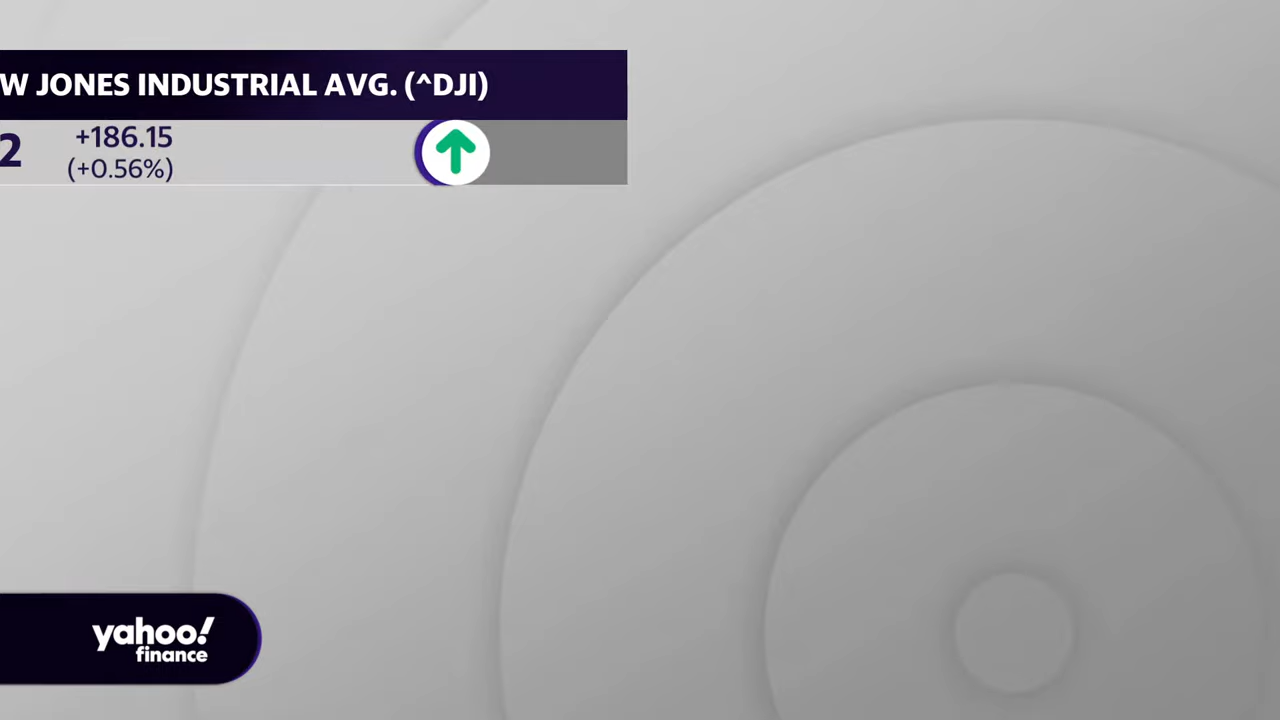 W JONES INDUSTRIAL AVG. (^DJI)
2
+186.15
(+0.56%)
yahoo!
finance